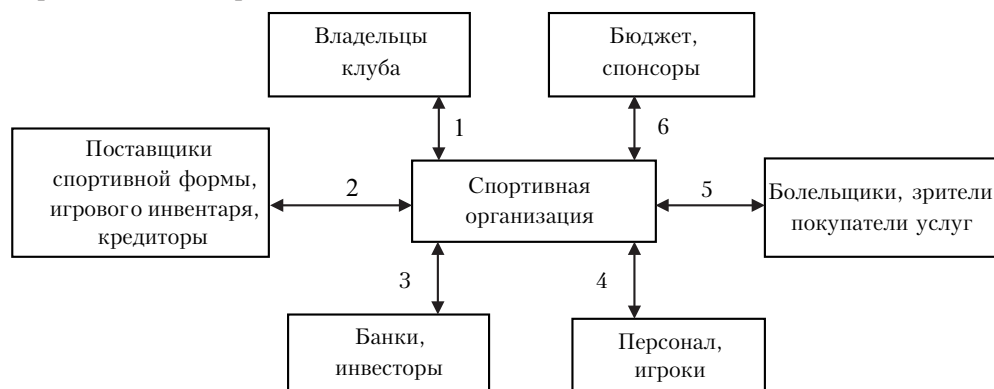 Владельцы
клуба
Бюджет,
спонсоры
1
6
Поставщики
спортивной формы,
игрового инвентаря,
кредиторы
2
Спортивная
организация
5
Болельщики, зрители
покупатели услуг
3
4
Банки,
инвесторы
Персонал,
игроки